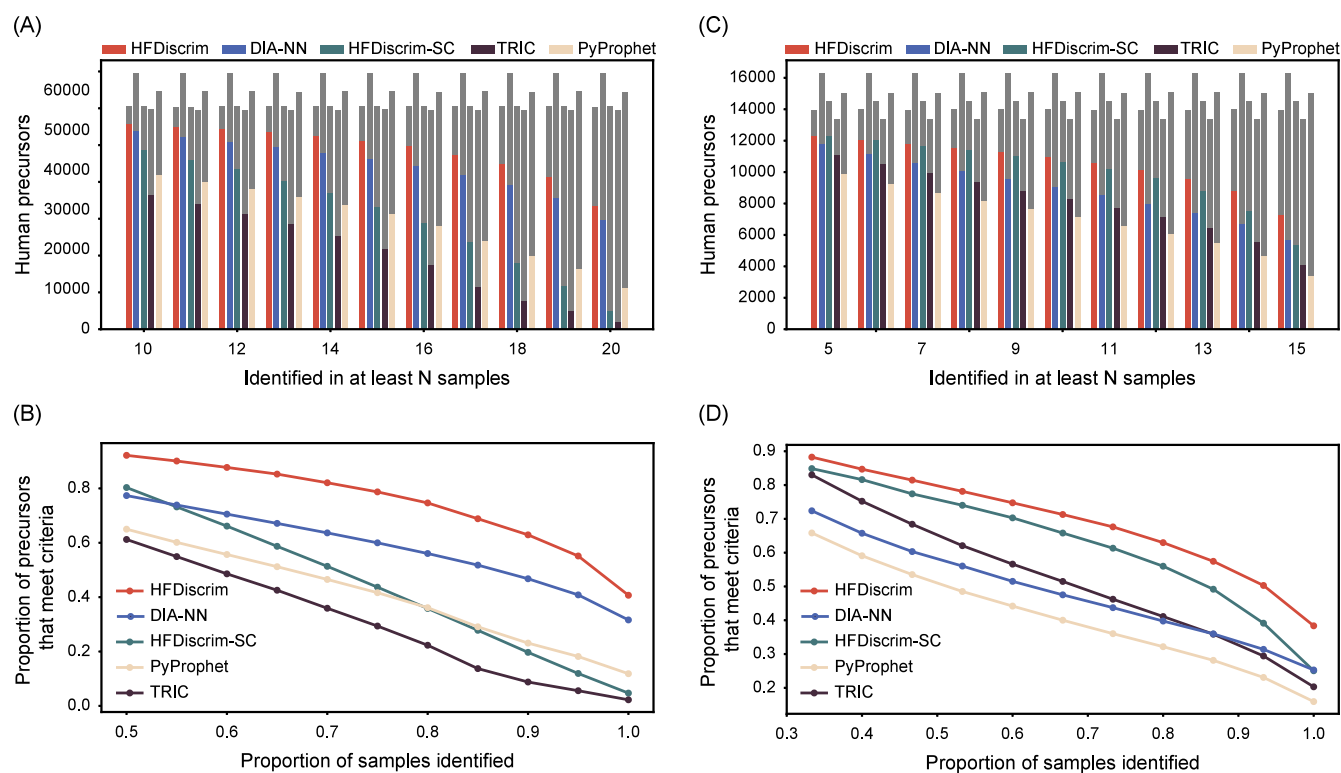 (A)
HFDiscrim DIA-NN HFDiscrim-SC TRIC PyProphet
60000
50000
40000
30000
20000
10000
0
Human precursors
10 12 14 16 18 20
Identified in at least N samples
(B)
0.8
0.6
0.4
0.2
0.0
Proportion of precursors
that meet criteria
HFDiscrim
DIA-NN
HFDiscrim-SC
PyProphet
TRIC
0.5 0.6 0.7 0.8 0.9 1.0
Proportion of samples identified
(C)
HFDiscrim DIA-NN HFDiscrim-SC TRIC PyProphet
16000
14000
12000
10000
8000
6000
4000
2000
0
Human precursors
5 7 9 11 13 15
Identified in at least N samples
(D)
0.9
0.8
0.7
0.6
0.5
0.4
0.3
0.2
Proportion of precursors
that meet criteria
HFDiscrim
DIA-NN
HFDiscrim-SC
PyProphet
TRIC
0.3 0.4 0.5 0.6 0.7 0.8 0.9 1.0
Proportion of samples identified